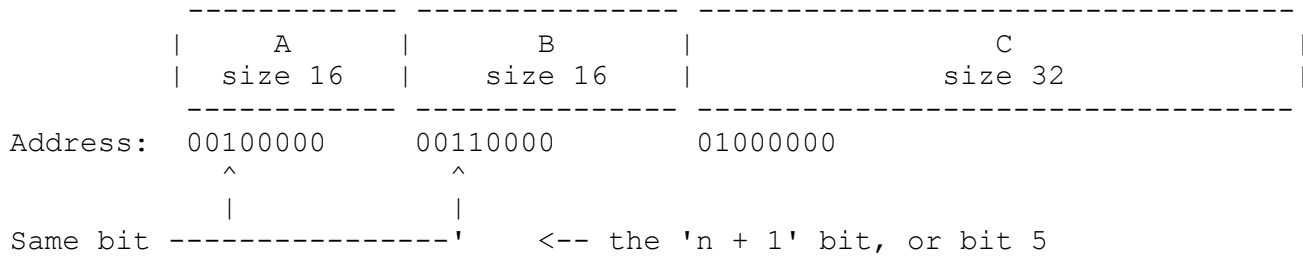 ------------ --------------- ----------------------------------
           |      A      |       B       |                 C                |
           |   size 16   |    size 16    |              size 32             |
            ------------ --------------- ----------------------------------
Address:  00100000     00110000        01000000
            ^            ^
            |            |
Same bit ----------------'    <-- the 'n + 1' bit, or bit 5